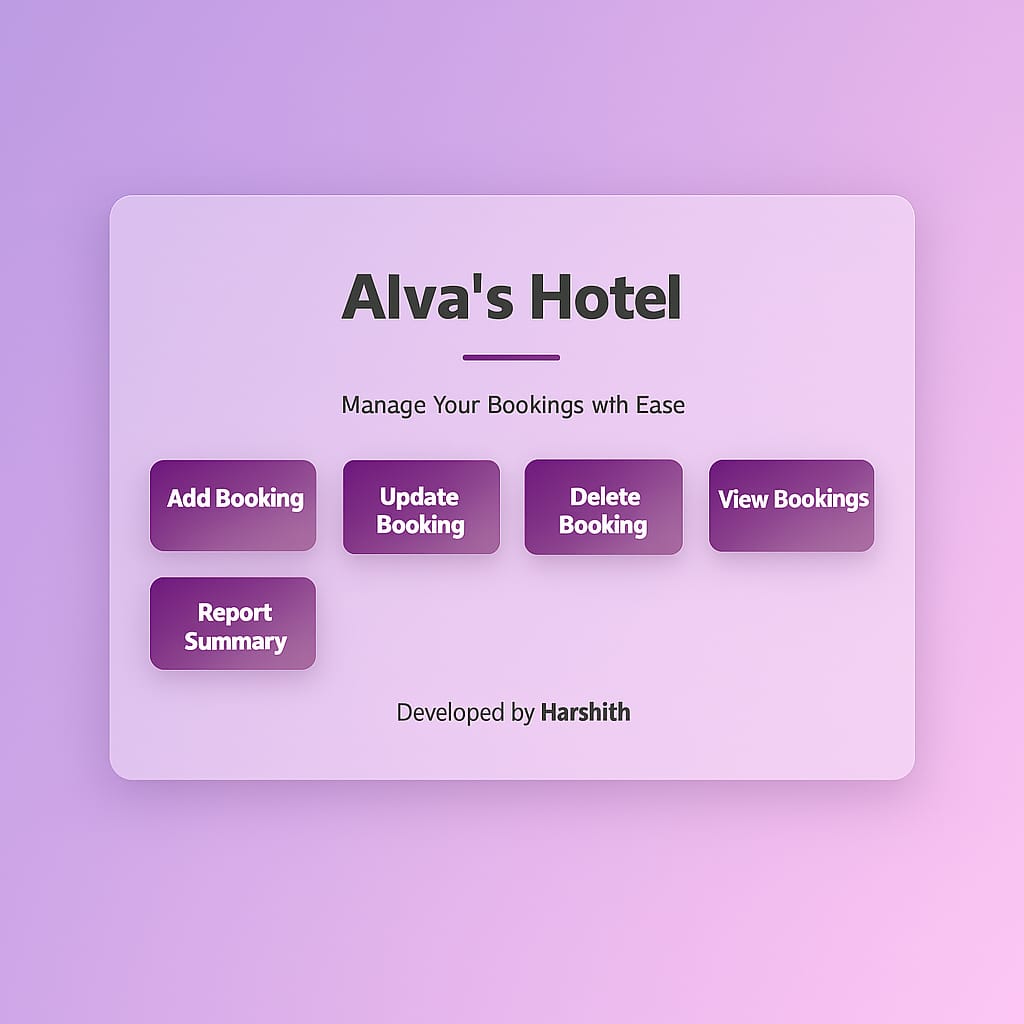 Alva's Hotel
Manage Your Bookings wth Ease
Add Booking
Update
Booking
Delete
Booking
View Bookings
Report
Summary
Developed by Harshith